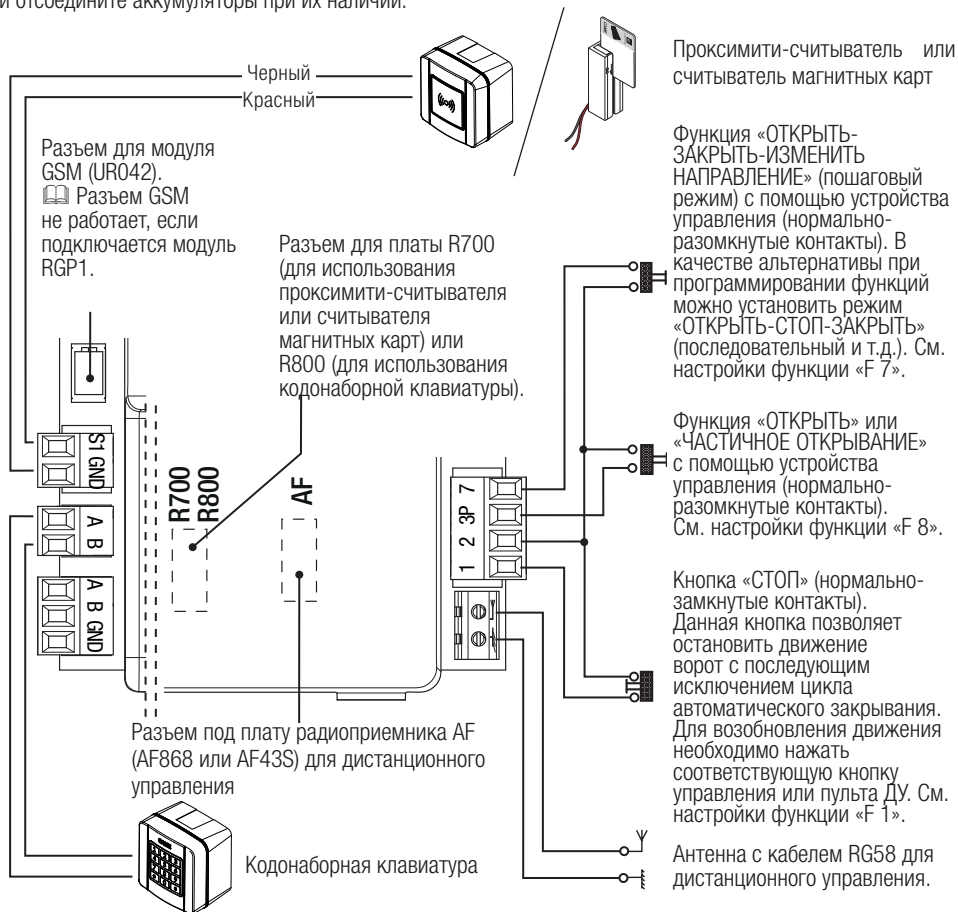 и отсоедините аккумуляторы при их наличии.
Черный
Красный
Проксимити-считыватель или
считыватель магнитных карт
Разъем для модуля
GSM (UR042).
Разъем GSM
не работает, если
подключается модуль
RGP1.
Разъем для платы R700
(для использования
проксимити-считывателя
или считывателя
магнитных карт) или
R800 (для использования
кодонаборной клавиатуры).
Функция «ОТКРЫТЬ-
ЗАКРЫТЬ-ИЗМЕНИТЬ
НАПРАВЛЕНИЕ» (пошаговый
режим) с помощью устройства
управления (нормально-
разомкнутые контакты). В
качестве альтернативы при
программировании функций
можно установить режим
«ОТКРЫТЬ-СТОП-ЗАКРЫТЬ»
(последовательный и т.д.). См.
настройки функции «F 7».
Функция «ОТКРЫТЬ» или
«ЧАСТИЧНОЕ ОТКРЫВАНИЕ»
с помощью устройства
управления (нормально-
разомкнутые контакты).
См. настройки функции «F 8».
Кнопка «СТОП» (нормально-
замкнутые контакты).
Данная кнопка позволяет
остановить движение
ворот с последующим
исключением цикла
автоматического закрывания.
Для возобновления движения
необходимо нажать
соответствующую кнопку
управления или пульта ДУ. См.
настройки функции «F 1».
Антенна с кабелем RG58 для
дистанционного управления.
S1 GND
A B
A B GND
R700
R800
AF
1 2 3P 7
Разъем под плату радиоприемника AF
(AF868 или AF43S) для дистанционного
управления
Кодонаборная клавиатура